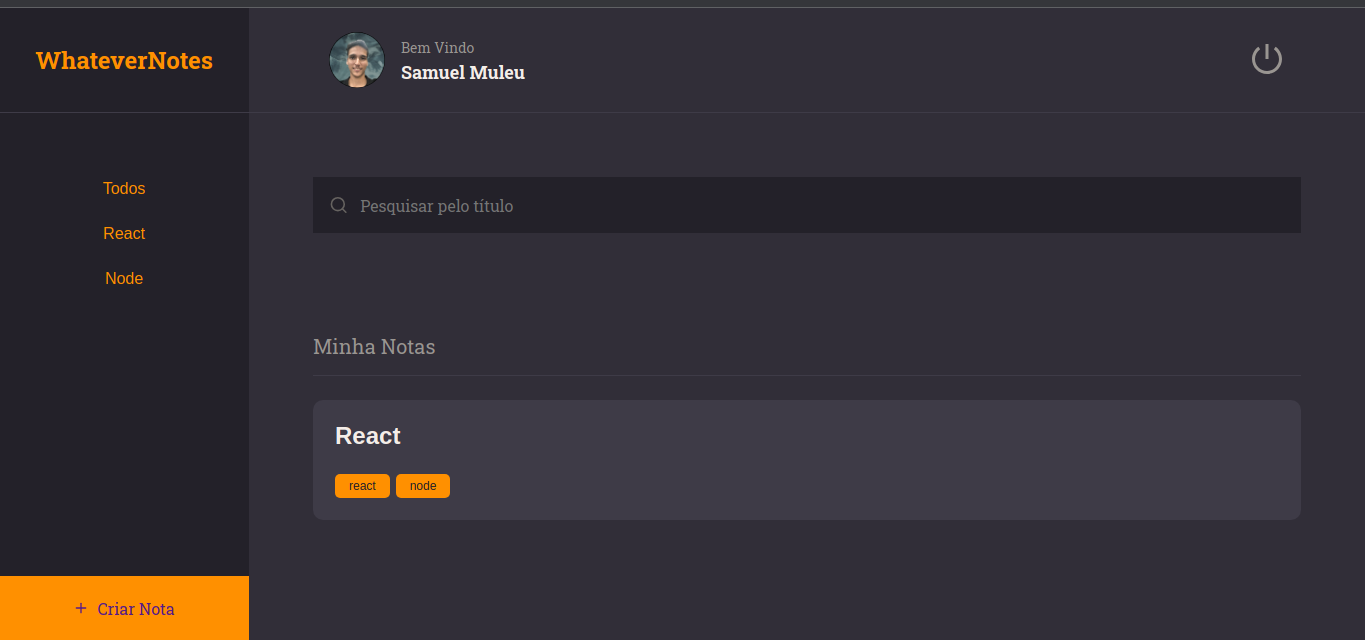 WhateverNotes
Bem Vindo
Samuel Muleu
Todos
React
Node
Pesquisar pelo título
Minha Notas
React
react node
+ Criar Nota